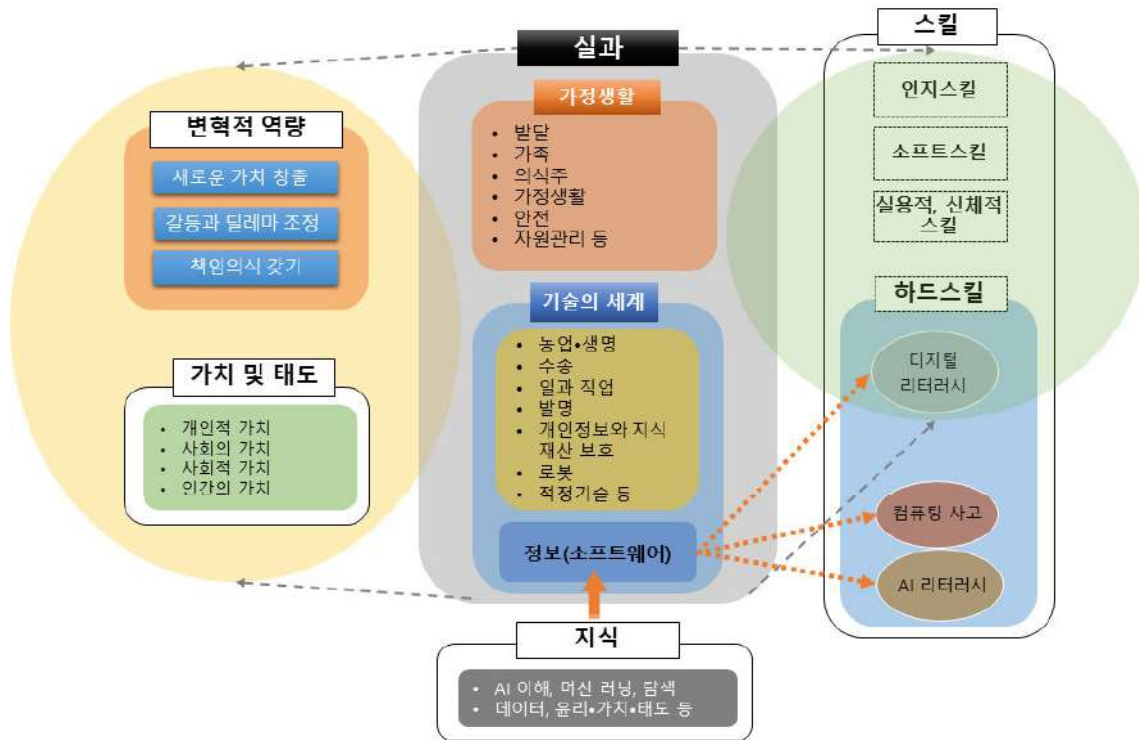 실과
스킬
가정생활
발달
가족
의식주
가정생활
안전
자원관리 등
변혁적 역량
새로운 가치 창출
갈등과 딜레마 조정
책임의식 갖기
인지스킬
소프트스킬
실용적, 신체적
스킬
기술의 세계
농업•생명
수송
일과 직업
발명
개인정보와 지식
재산 보호
로봇
적정기술 등
정보(소프트웨어)
하드스킬
디지털
리터러시
컴퓨팅 사고
AI 리터러시
가치 및 태도
개인적 가치
사회의 가치
사회적 가치
인간의 가치
지식
AI 이해, 머신 러닝, 탐색
데이터, 윤리•가치•태도 등